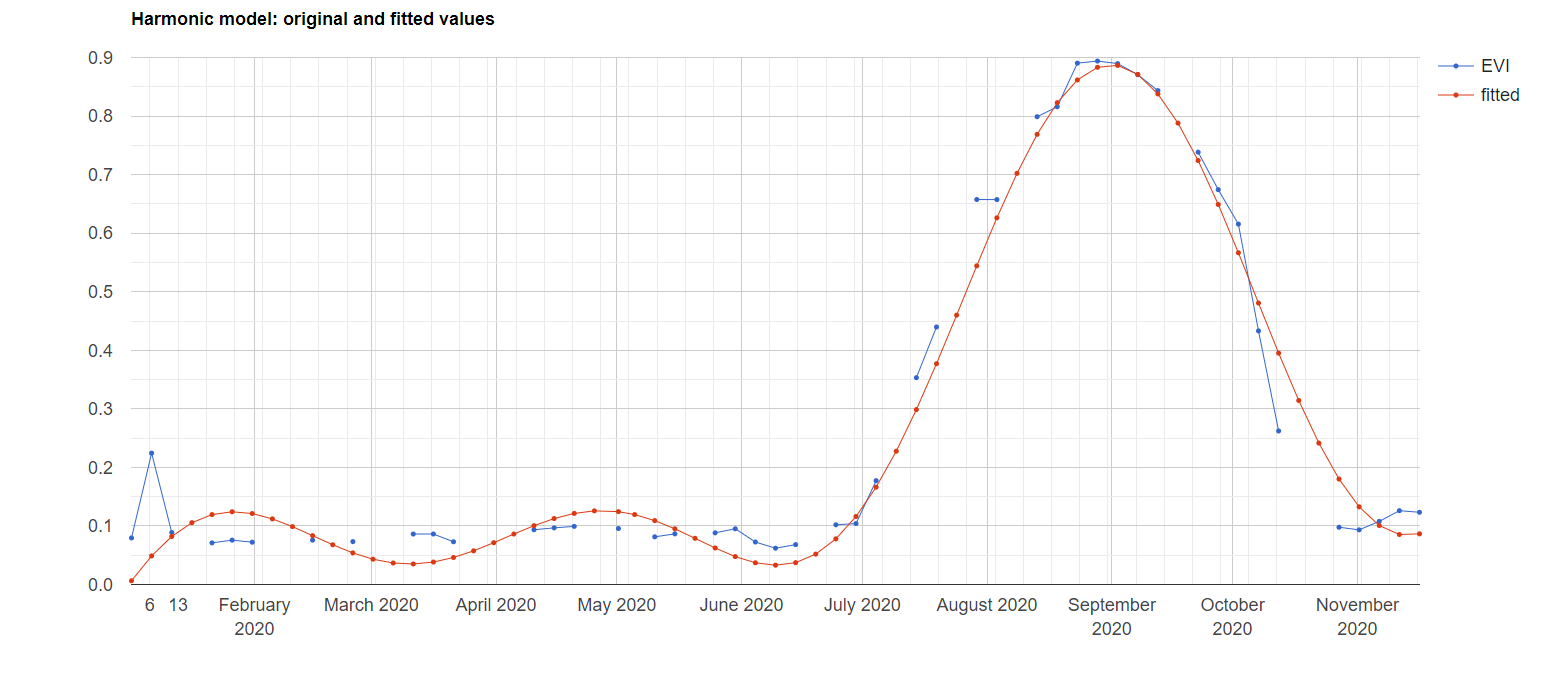 Harmonic model: original and fitted values
0.9
0.8
0.7
0.6
0.5
0.4
0.3
0.2
0.1
0.0
EVI
fitted
6 13 February March 2020 April 2020 May 2020 June 2020 July 2020 August 2020 September October November
2020 2020 2020 2020